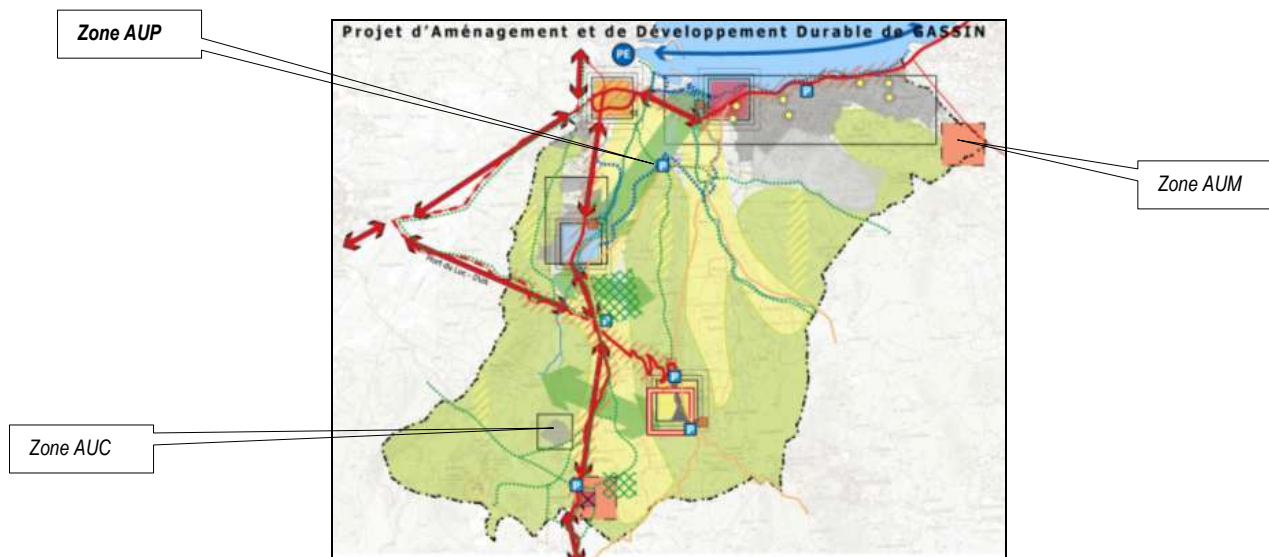 Projet d'Aménagement et de Développement Durable de GASSIN
Zone AUP
PE
P
P
Zone AUM
P
P
P
Zone AUC
P